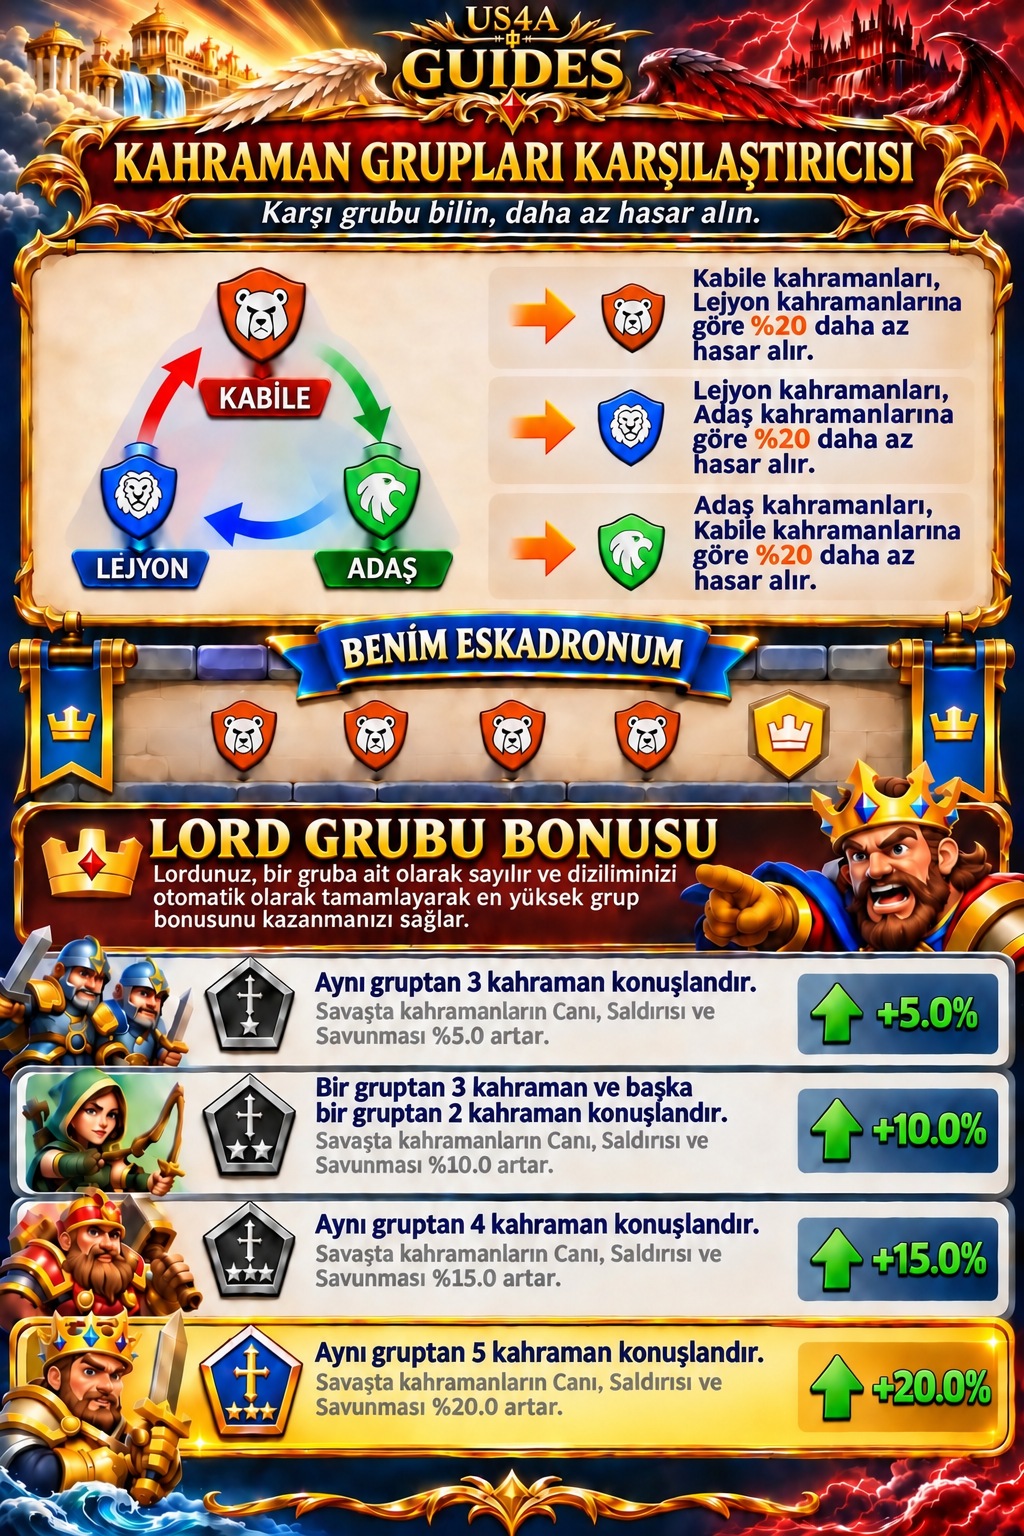 US4A
GUIDES
KAHRAMAN GRUPLARI KARŞILAŞTIRICISI
Karşı grubu bilin, daha az hasar alın.
KABİLE
LEJYON
ADAŞ
Kabile kahramanları,
Lejyon kahramanlarına
göre %20 daha az
hasar alır.
Lejyon kahramanları,
Adaş kahramanlarına
göre %20 daha az
hasar alır.
Adaş kahramanları,
Kabile kahramanlarına
göre %20 daha az
hasar alır.
BENİM ESKADRONUM
LORD GRUBU BONUSU
Lordunuz, bir gruba ait olarak sayılır ve diziliminizi
otomatik olarak tamamlayarak en yüksek grup
bonusunu kazanmanızı sağlar.
Aynı gruptan 3 kahraman konuşlandır.
Savaşta kahramanların Canı, Saldırısı ve
Savunması %5.0 artar.
+5.0%
Bir gruptan 3 kahraman ve başka
bir gruptan 2 kahraman konuşlandır.
Savaşta kahramanların Canı, Saldırısı ve
Savunması %10.0 artar.
+10.0%
Aynı gruptan 4 kahraman konuşlandır.
Savaşta kahramanların Canı, Saldırısı ve
Savunması %15.0 artar.
+15.0%
Aynı gruptan 5 kahraman konuşlandır.
Savaşta kahramanların Canı, Saldırısı ve
Savunması %20.0 artar.
+20.0%